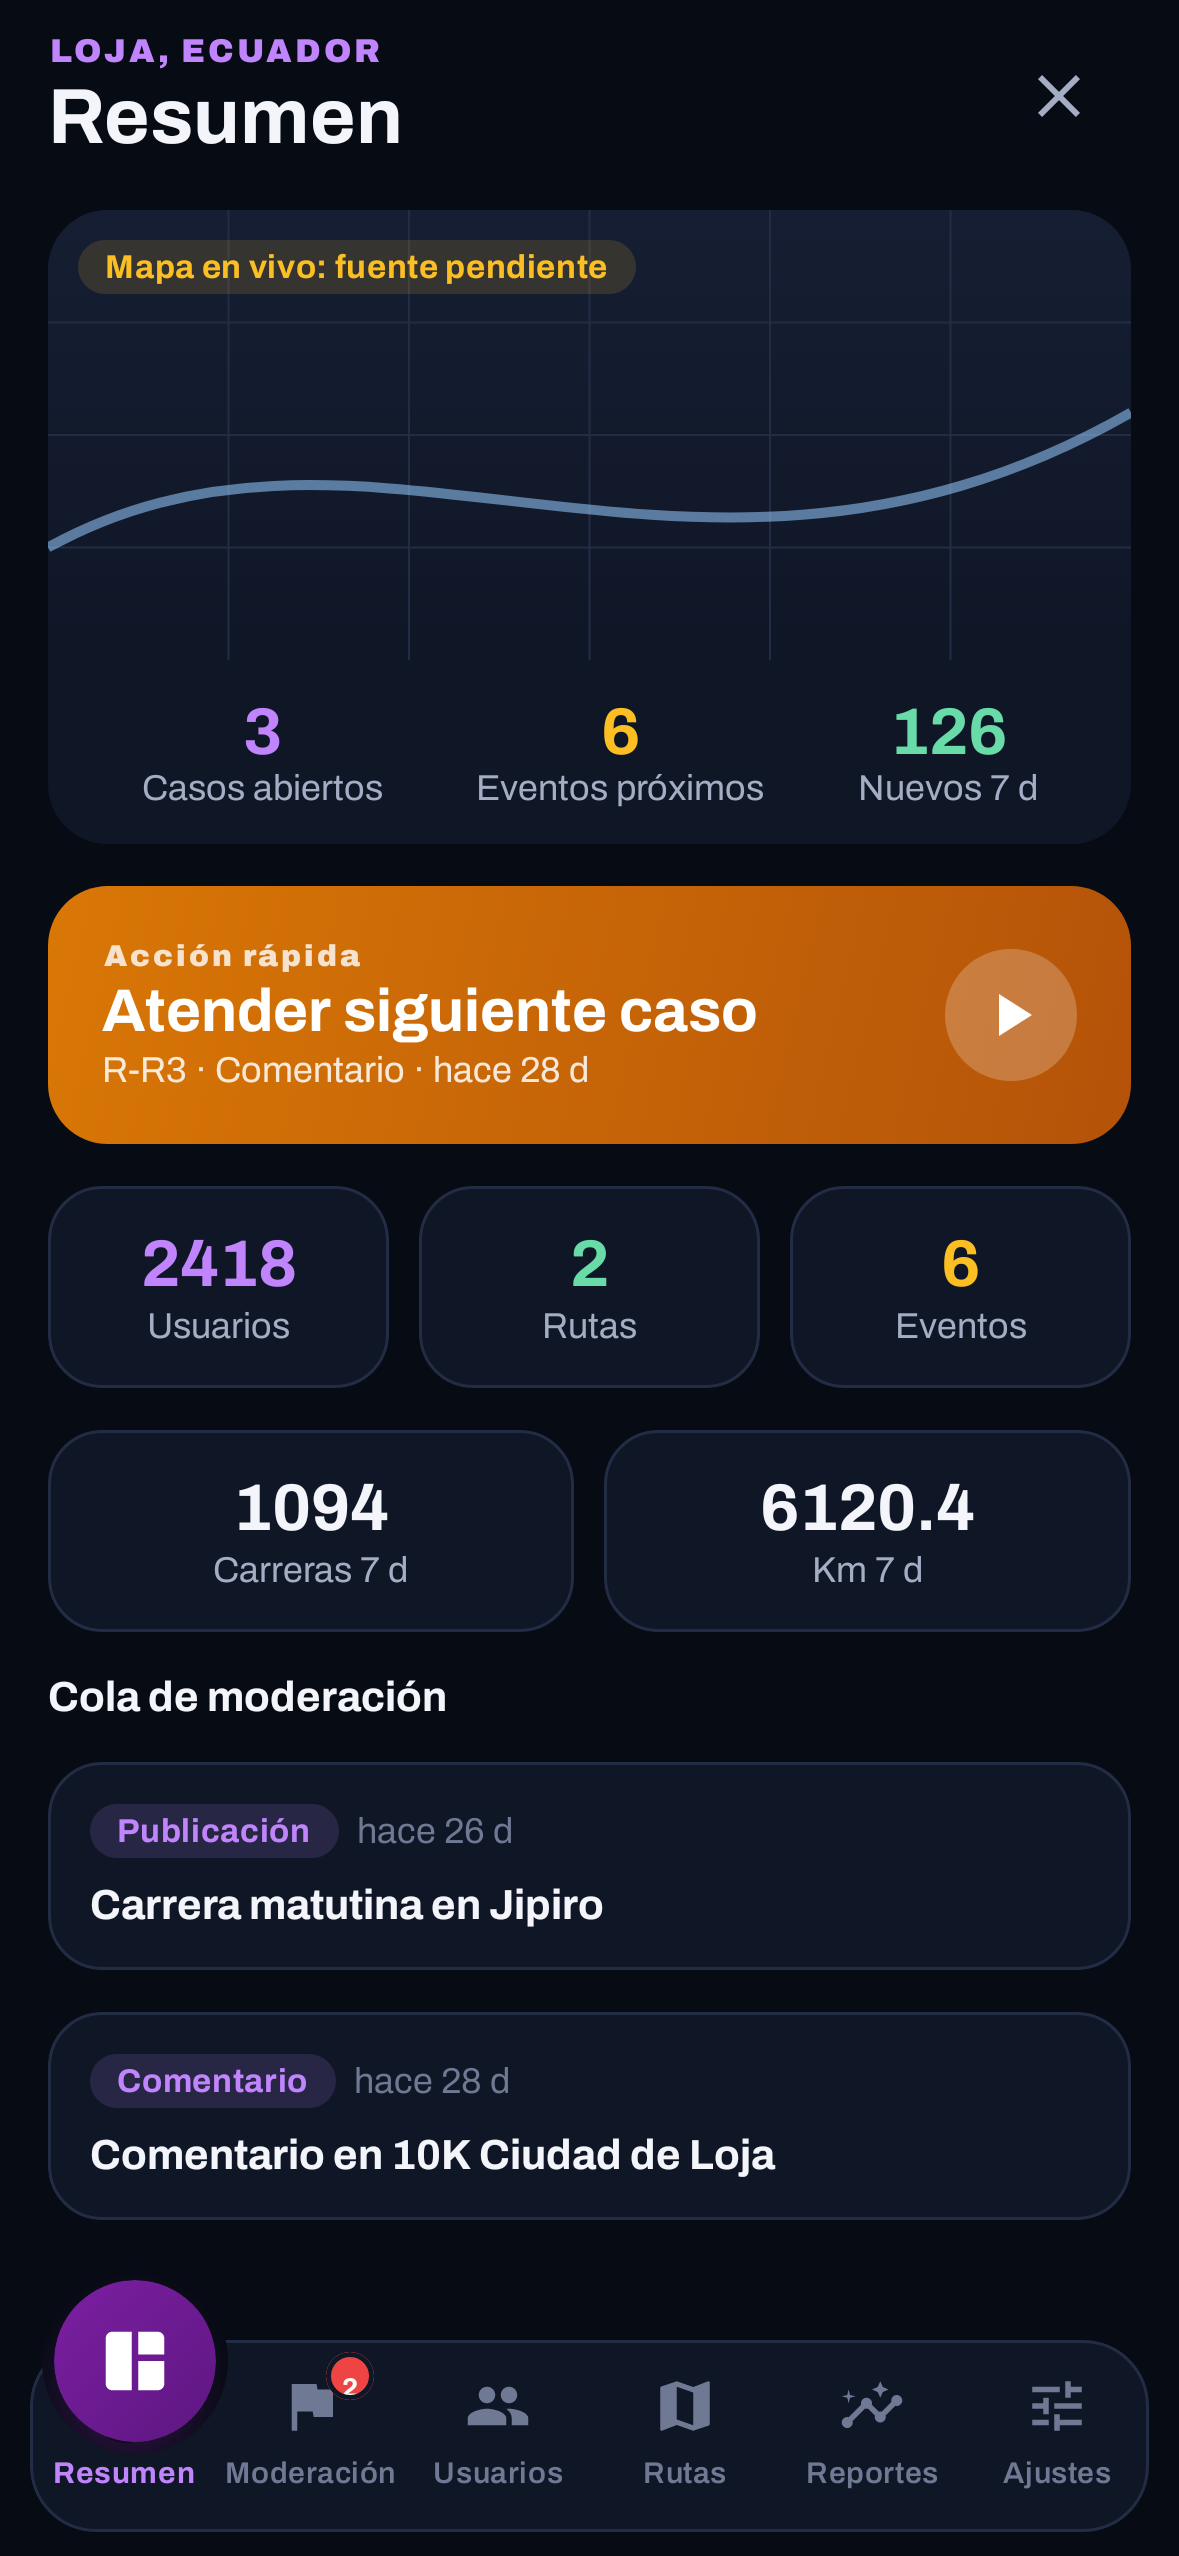 LOJA, ECUADOR
Resumen
Mapa en vivo: fuente pendiente
3
Casos abiertos
6
Eventos próximos
126
Nuevos 7 d
Acción rápida
Atender siguiente caso
R-R3 · Comentario · hace 28 d
2418
Usuarios
2
Rutas
6
Eventos
1094
Carreras 7 d
6120.4
Km 7 d
Cola de moderación
Publicación hace 26 d
Carrera matutina en Jipiro
Comentario hace 28 d
Comentario en 10K Ciudad de Loja
2
Resumen Moderación Usuarios Rutas Reportes Ajustes